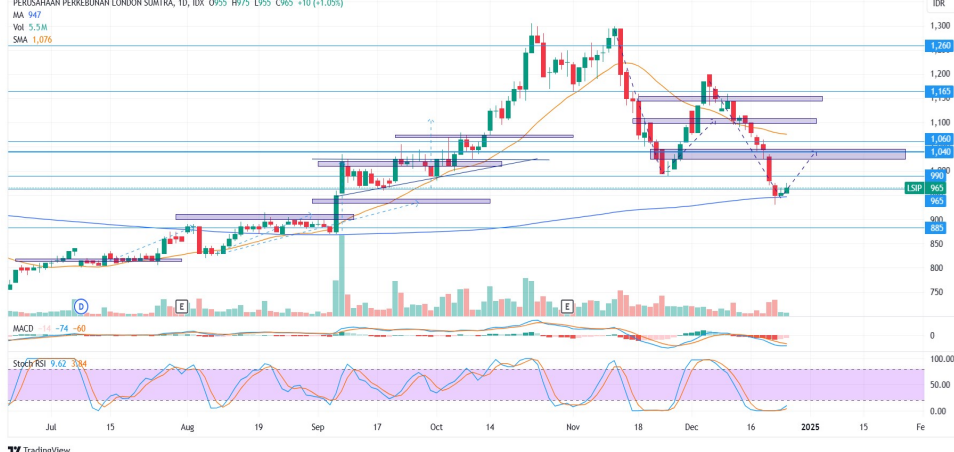 PERUSAHAAN PERKEBUNAN LONDON SUMTRA, 1D, IDX O955 H975 L955 C965 +10 (+1.05%)
IDR
MA 947
Vol 5.5M
SMA 1,076
1,300
1,260
1,200
1,165
1,100
1,060
1,040
990
LSIP 965
965
900
885
850
800
750
D
E
E
MACD -14 -74 -60
0
Stoch RSI 9.62 3.84
100.00
50.00
0.00
Jul Aug 19 Sep 17 Oct 14 Nov 18 Dec 16 2025 15 Fe
TradingView